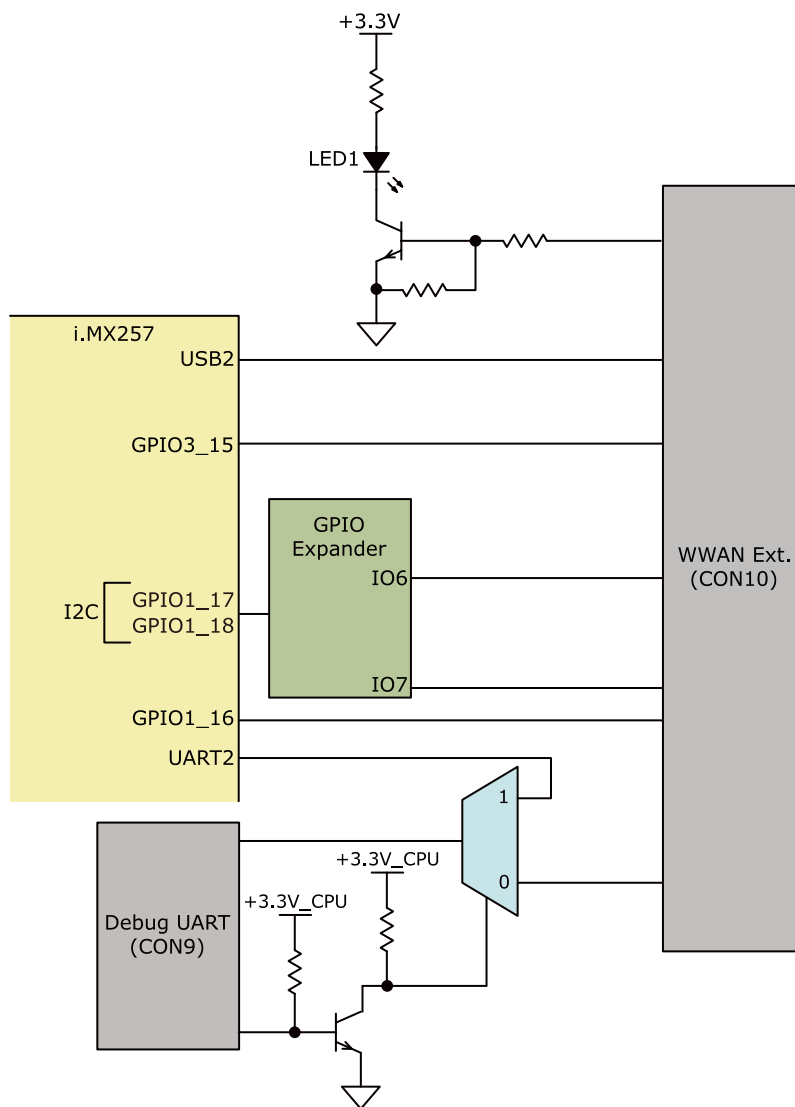 +3.3V
LED1
i.MX257
USB2
GPIO3_15
GPIO
Expander
IO6
WWAN Ext.
(CON10)
I2C
GPIO1_17
GPIO1_18
IO7
GPIO1_16
UART2
1
+3.3V_CPU
0
+3.3V_CPU
Debug UART
(CON9)